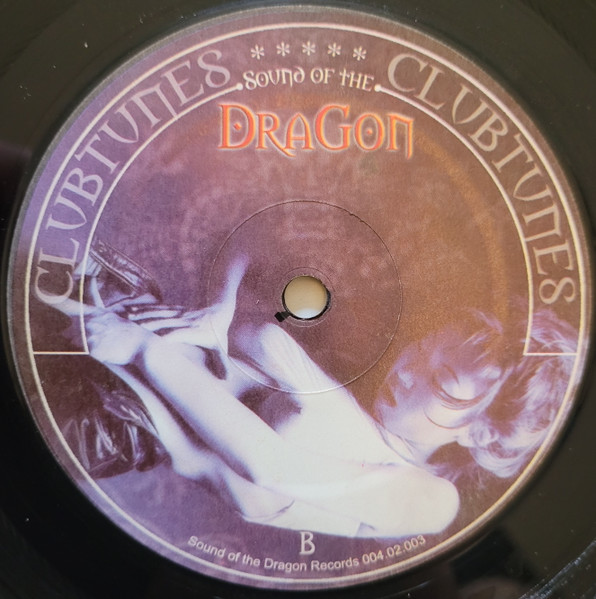 CLUBTUNES ***** CLUBTUNES
SOUND OF THE
DRAGON
B
Sound of the Dragon Records 004.02.003